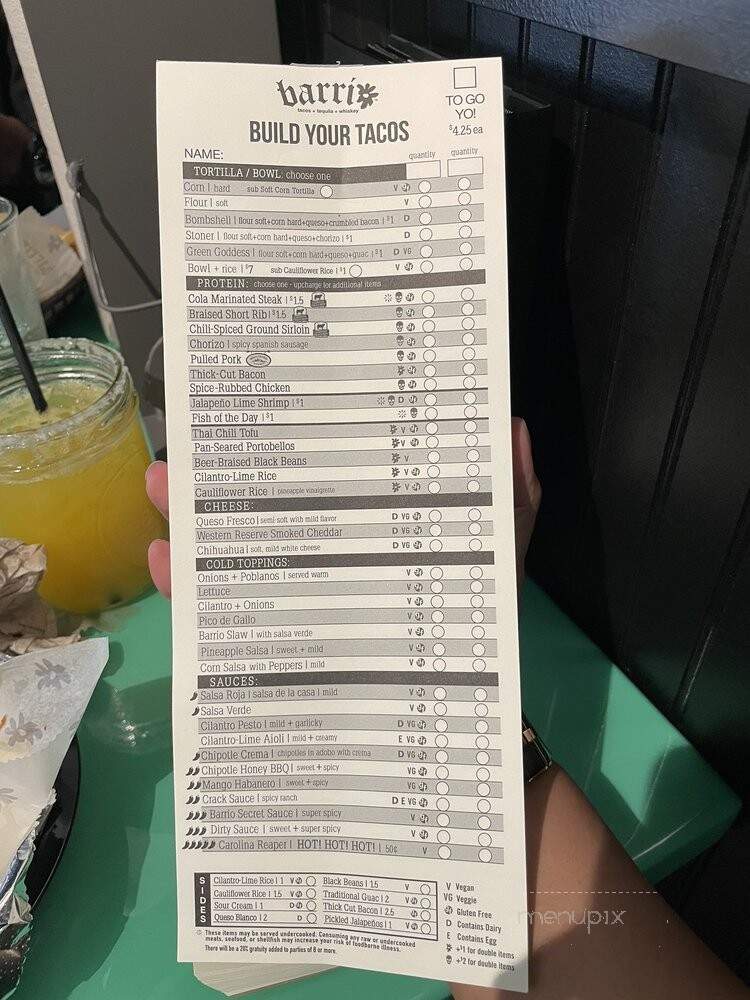 barrio
tacos + tequila + whiskey
BUILD YOUR TACOS
TO GO
YO!
$4.25 ea
NAME:
quantity quantity
TORTILLA / BOWL: choose one
Corn | hard sub Soft Corn Tortilla V
Flour | soft V
Bombshell | flour soft+corn hard+queso+crumbled bacon | $1 D
Stoner | flour soft+corn hard+queso+chorizo | $1 D
Green Goddess | flour soft+corn hard+queso+guac | $1 D VG
Bowl + rice | $7 sub Cauliflower Rice | $1 V
PROTEIN: choose one - upcharge for additional items
Cola Marinated Steak | $1.5
Braised Short Rib | $1.5
Chili-Spiced Ground Sirloin
Chorizo | spicy spanish sausage
Pulled Pork
Thick-Cut Bacon
Spice-Rubbed Chicken
Jalapeño Lime Shrimp | $1 D
Fish of the Day | $1
Thai Chili Tofu V
Pan-Seared Portobellos V
Beer-Braised Black Beans V
Cilantro-Lime Rice V
Cauliflower Rice | pineapple vinaigrette V
CHEESE:
Queso Fresco | semi-soft with mild flavor D VG
Western Reserve Smoked Cheddar D VG
Chihuahua | soft, mild white cheese D VG
COLD TOPPINGS:
Onions + Poblanos | served warm V
Lettuce V
Cilantro + Onions V
Pico de Gallo V
Barrio Slaw | with salsa verde V
Pineapple Salsa | sweet + mild V
Corn Salsa with Peppers | mild V
SAUCES:
Salsa Roja | salsa de la casa | mild V
Salsa Verde V
Cilantro Pesto | mild + garlicky D VG
Cilantro-Lime Aioli | mild + creamy E VG
Chipotle Crema | chipotles in adobo with crema D VG
Chipotle Honey BBQ | sweet + spicy VG
Mango Habanero | sweet + spicy VG
Crack Sauce | spicy ranch D E VG
Barrio Secret Sauce | super spicy V
Dirty Sauce | sweet + super spicy V
Carolina Reaper | HOT! HOT! HOT! | 50¢ V
SIDES
Cilantro-Lime Rice | 1 V
Cauliflower Rice | 1.5 V
Sour Cream | 1 D
Queso Blanco | 2 D
Black Beans | 1.5 V
Traditional Guac | 2 V
Thick Cut Bacon | 2.5
Pickled Jalapeños | 1 V
V Vegan
VG Veggie
Gluten Free
D Contains Dairy
E Contains Egg
+$1 for double items
+$2 for double items
These items may be served undercooked. Consuming any raw or undercooked
meats, seafood, or shellfish may increase your risk of foodborne illness.
There will be a 20% gratuity added to parties of 8 or more.
menupix